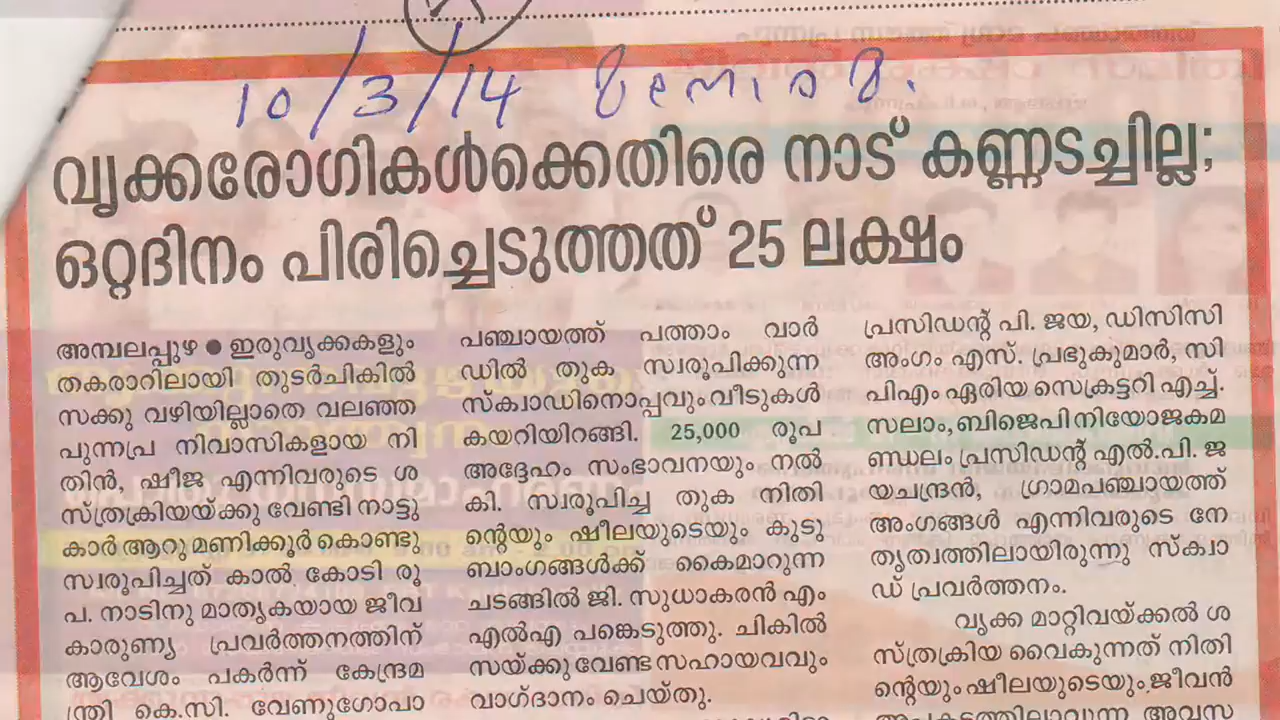 10/3/14
വൃക്കരോഗികൾക്കെതിരെ നാട് കണ്ണടച്ചില്ല;
ഒറ്റദിനം പിരിച്ചെടുത്തത് 25 ലക്ഷം
അമ്പലപ്പുഴ ● ഇരുവൃക്കകളും
തകരാറിലായി തുടർചികിൽ
സക്കു വഴിയില്ലാതെ വലഞ്ഞ
പുന്നപ്ര നിവാസികളായ നി
തിൻ, ഷീജ എന്നിവരുടെ ശ
സ്ത്രക്രിയയ്ക്കു വേണ്ടി നാട്ടു
കാർ ആറു മണിക്കൂർ കൊണ്ടു
സ്വരൂപിച്ചത് കാൽ കോടി രൂ
പ. നാടിനു മാതൃകയായ ജീവ
കാരുണ്യ പ്രവർത്തനത്തിന്
ആവേശം പകർന്ന് കേന്ദ്രമ
ന്ത്രി കെ.സി. വേണുഗോപാ
പഞ്ചായത്ത് പത്താം വാർ
ഡിൽ തുക സ്വരൂപിക്കുന്ന
സ്ക്വാഡിനൊപ്പവും വീടുകൾ
കയറിയിറങ്ങി. 25,000 രൂപ
അദ്ദേഹം സംഭാവനയും നൽ
കി. സ്വരൂപിച്ച തുക നിതി
ന്റെയും ഷീലയുടെയും കുടു
ബാംഗങ്ങൾക്ക് കൈമാറുന്ന
ചടങ്ങിൽ ജി. സുധാകരൻ എം
എൽഎ പങ്കെടുത്തു. ചികിൽ
സയ്ക്കു വേണ്ട സഹായവവും
വാഗ്ദാനം ചെയ്തു.
പ്രസിഡന്റ് പി. ജയ, ഡിസിസി
അംഗം എസ്. പ്രഭുകുമാർ, സി
പിഎം ഏരിയ സെക്രട്ടറി എച്ച്.
സലാം, ബിജെപി നിയോജകമ
ണ്ഡലം പ്രസിഡന്റ് എൽ.പി. ജ
യചന്ദ്രൻ, ഗ്രാമപഞ്ചായത്ത്
അംഗങ്ങൾ എന്നിവരുടെ നേ
തൃത്വത്തിലായിരുന്നു സ്ക്വാ
ഡ് പ്രവർത്തനം.
വൃക്ക മാറ്റിവയ്ക്കൽ ശ
സ്ത്രക്രിയ വൈകുന്നത് നിതി
ന്റെയും ഷീലയുടെയും ജീവൻ